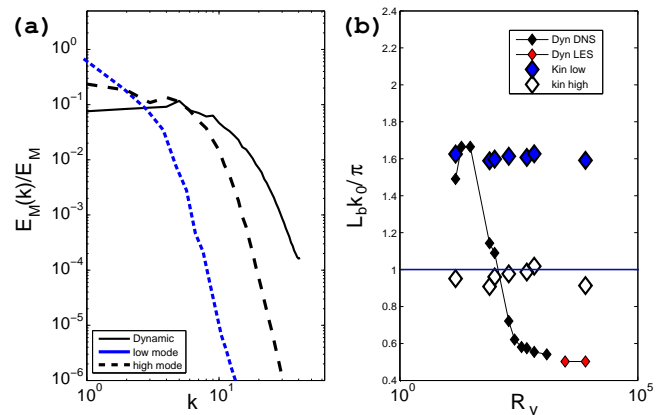 (a)
10^0
10^-1
10^-2
10^-3
10^-4
10^-5
10^-6
E_M(k)/E_M
Dynamic
low mode
high mode
10^0
10^1
k
(b)
2.4
2.2
2
1.8
1.6
1.4
1.2
1
0.8
0.6
0.4
L_b k_0/π
Dyn DNS
Dyn LES
Kin low
kin high
10^0
10^5
R_v